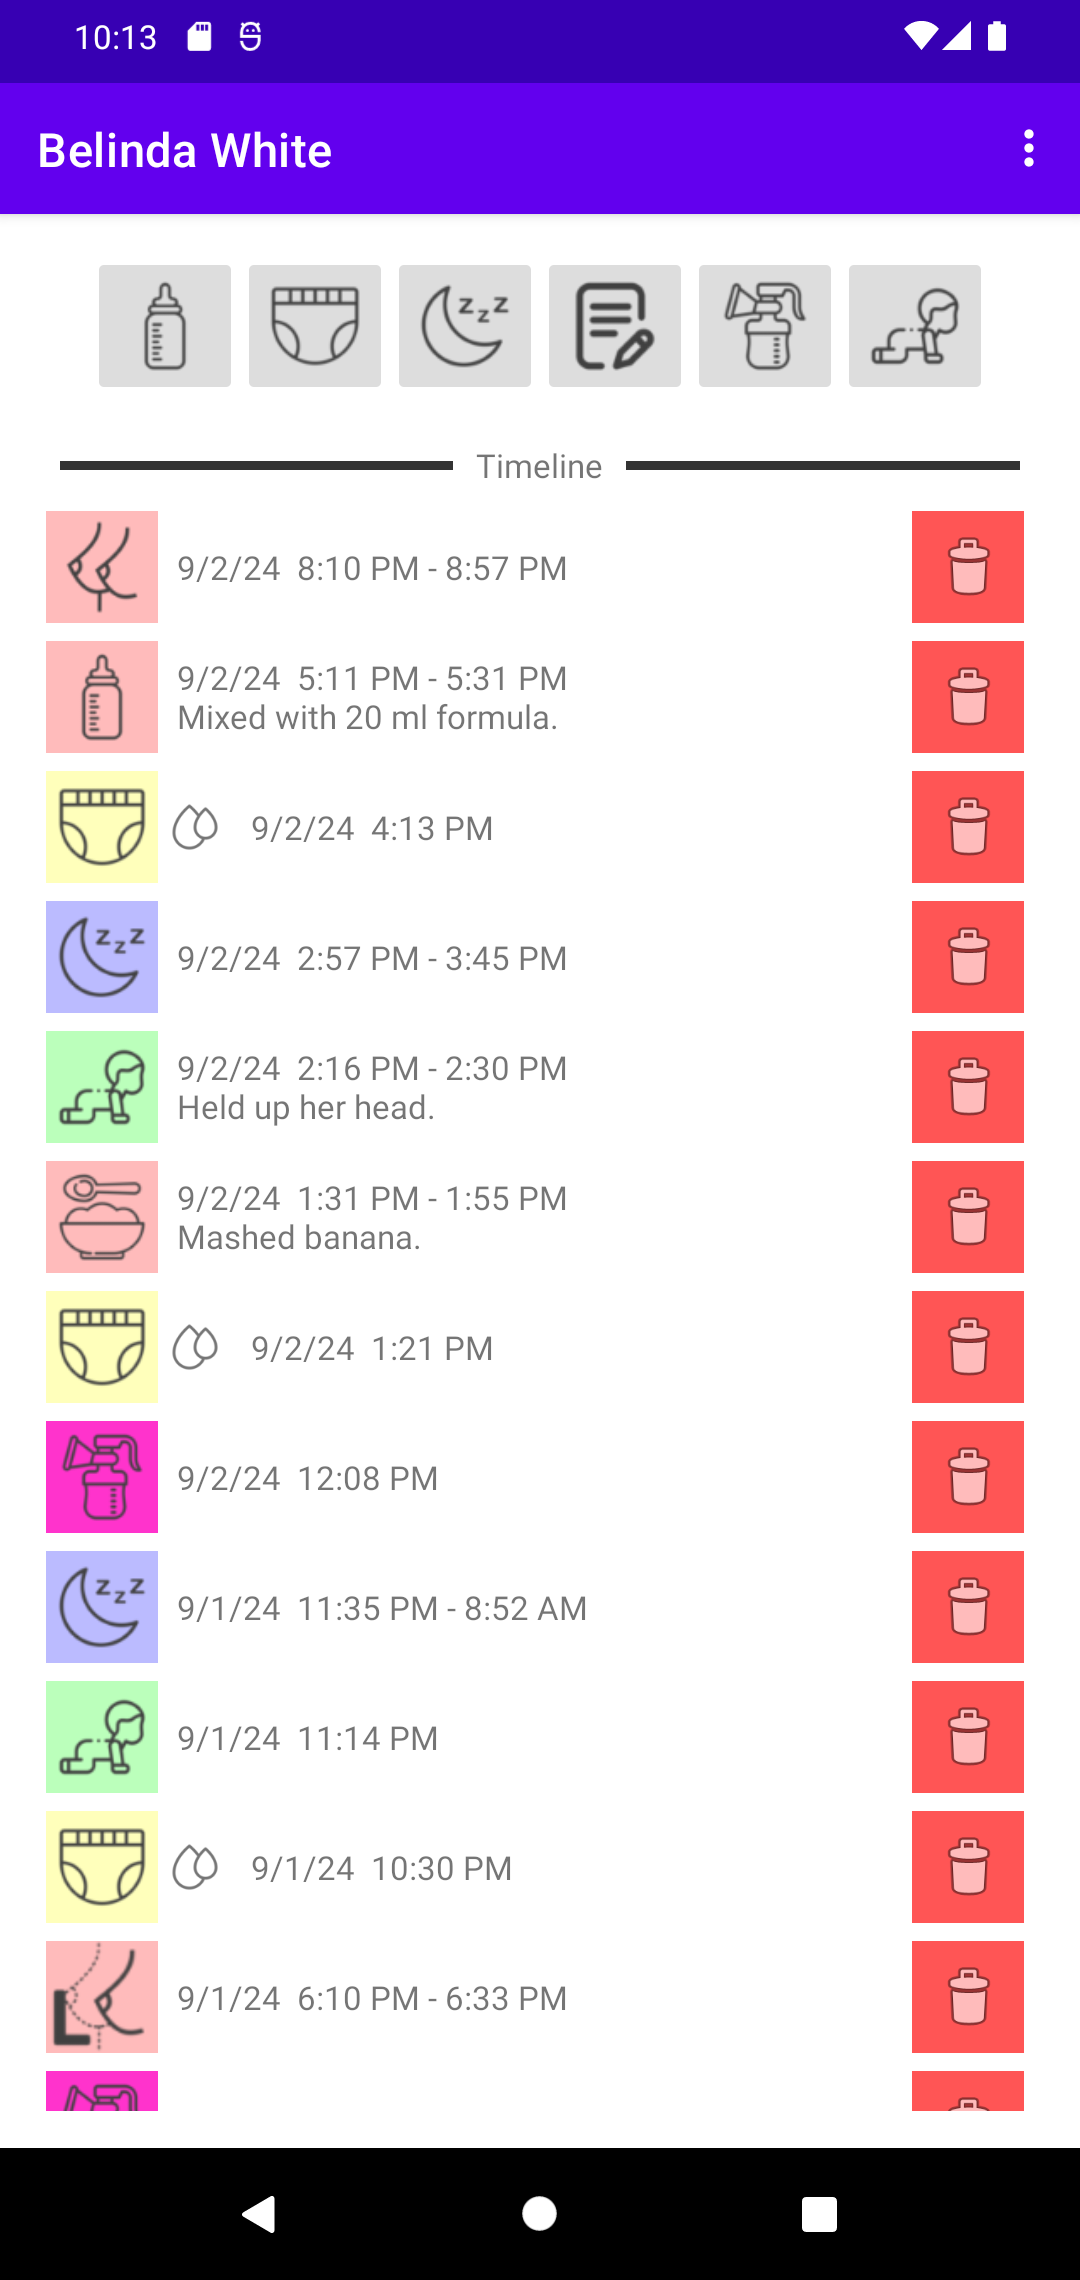 10:13
Belinda White
Timeline
9/2/24 8:10 PM - 8:57 PM
9/2/24 5:11 PM - 5:31 PM
Mixed with 20 ml formula.
9/2/24 4:13 PM
9/2/24 2:57 PM - 3:45 PM
9/2/24 2:16 PM - 2:30 PM
Held up her head.
9/2/24 1:31 PM - 1:55 PM
Mashed banana.
9/2/24 1:21 PM
9/2/24 12:08 PM
9/1/24 11:35 PM - 8:52 AM
9/1/24 11:14 PM
9/1/24 10:30 PM
9/1/24 6:10 PM - 6:33 PM